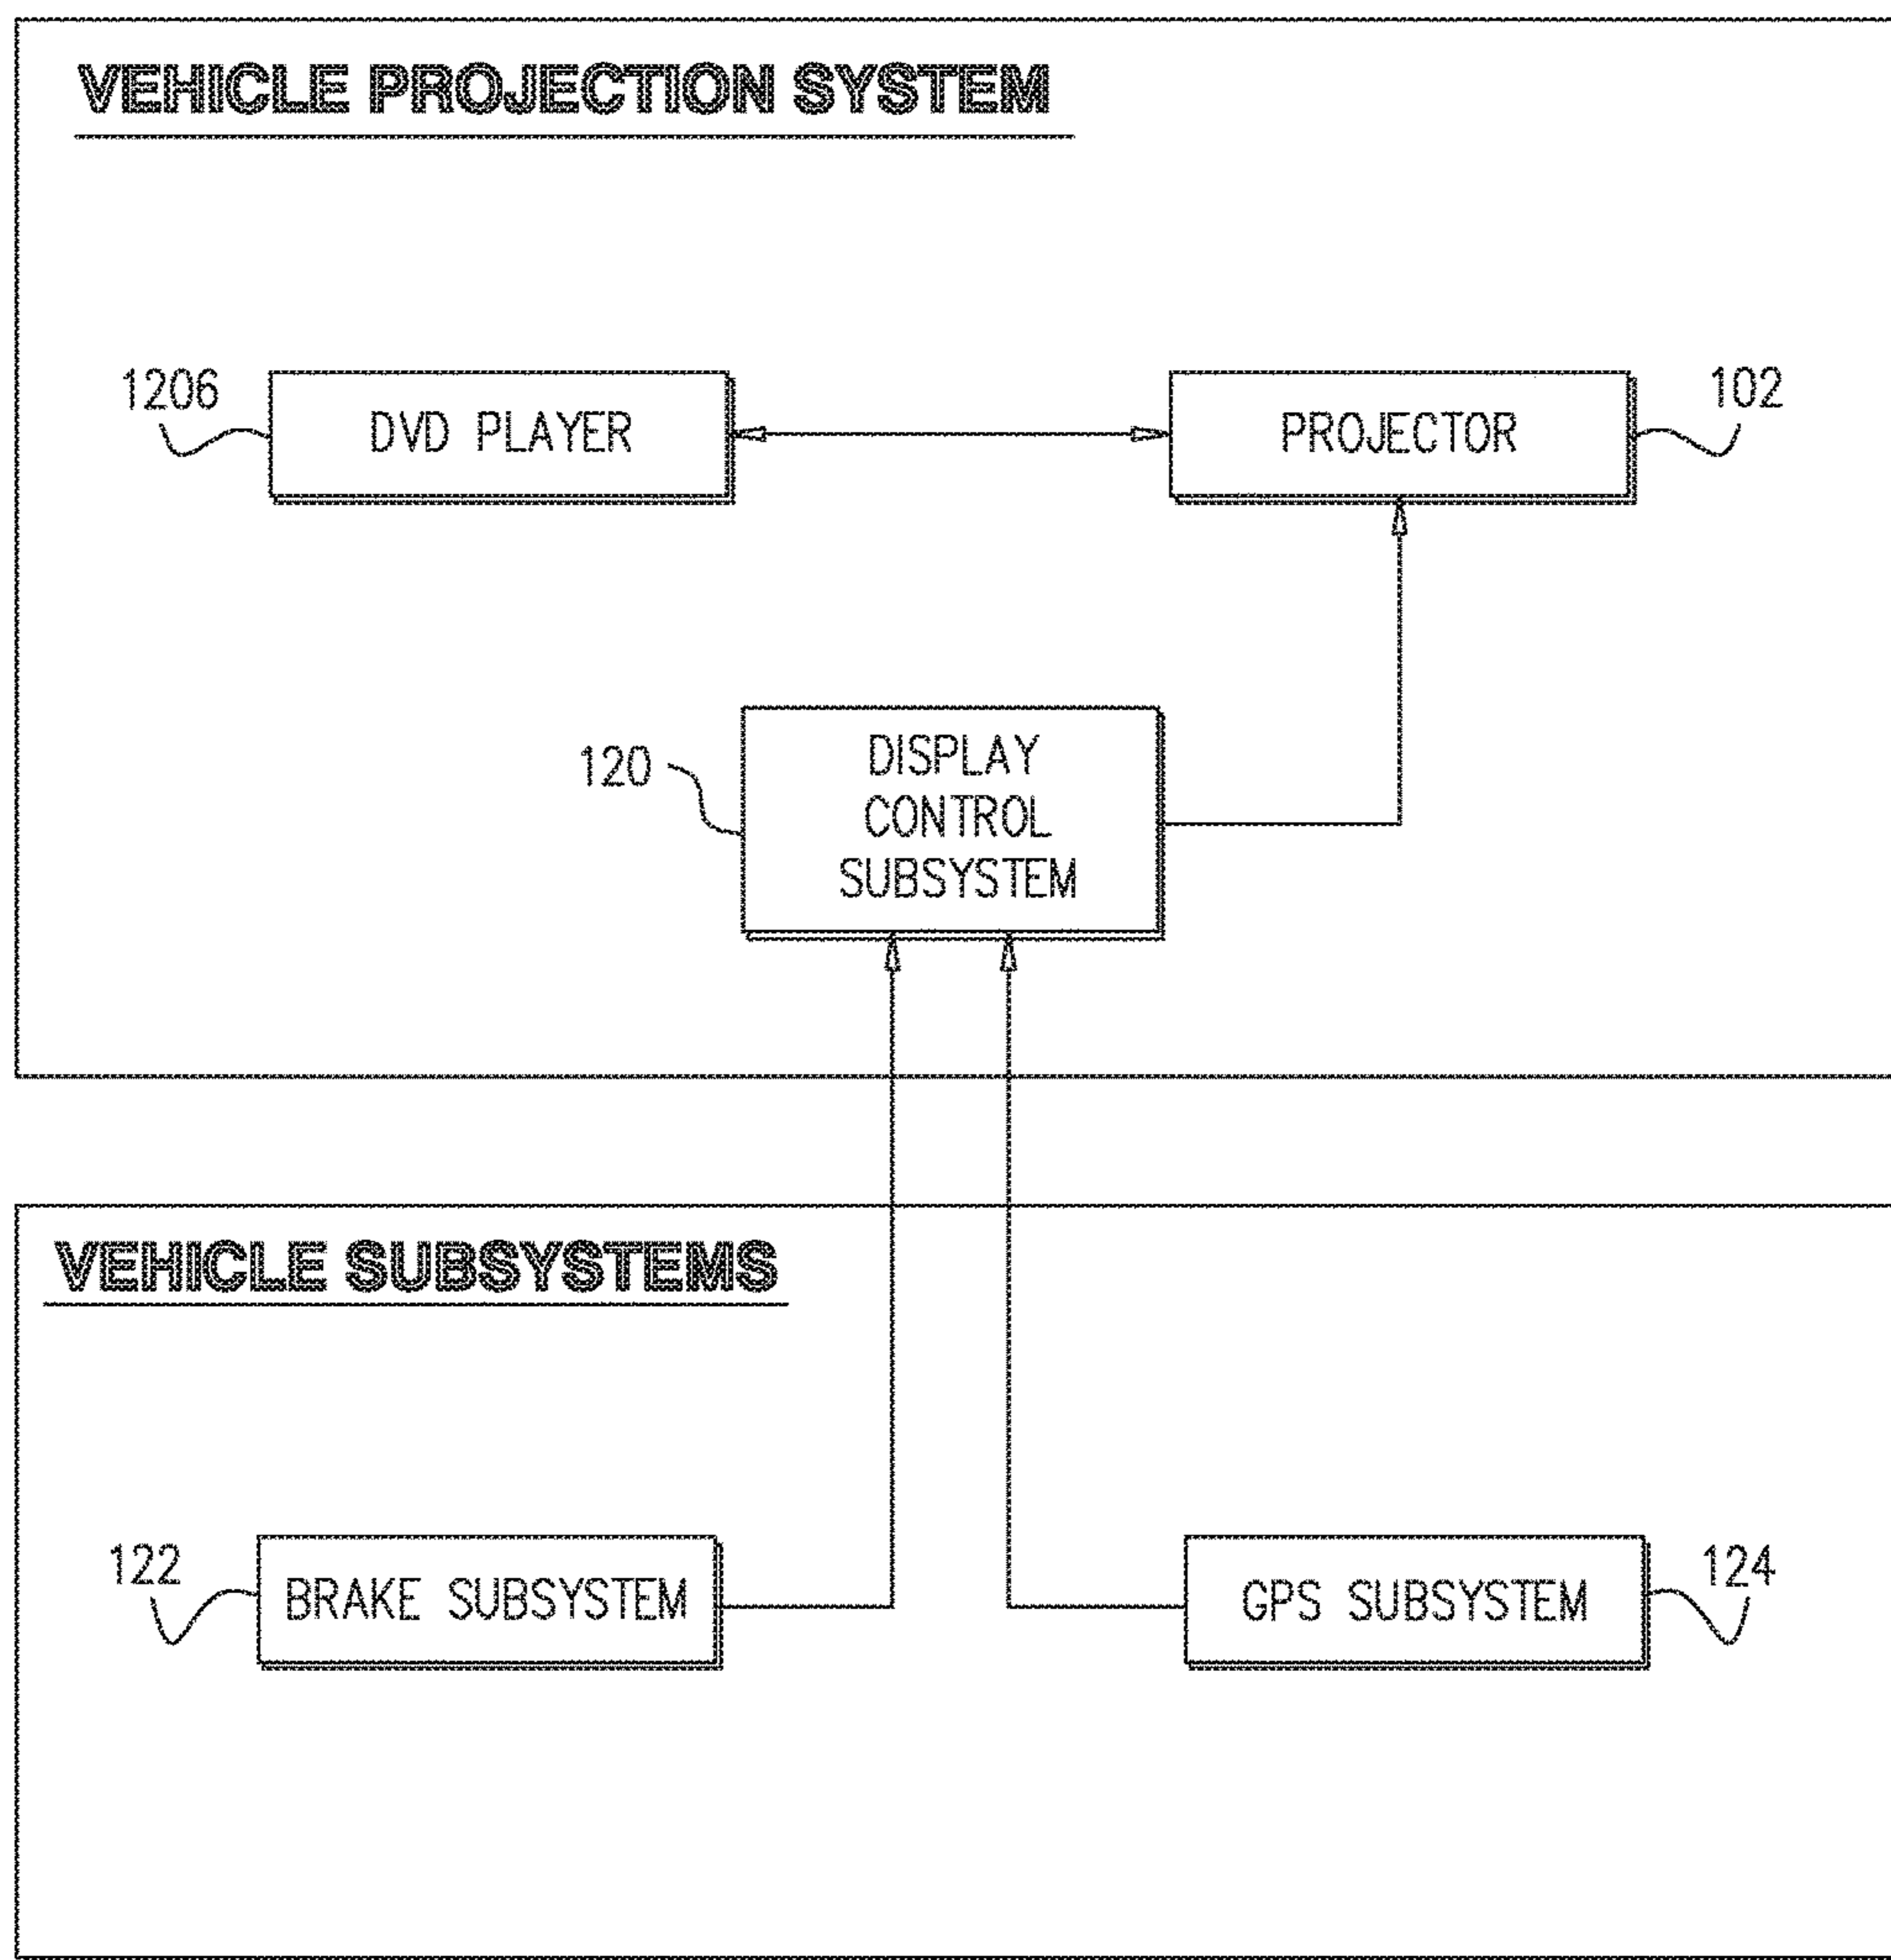 VEHICLE PROJECTION SYSTEM
1206
DVD PLAYER
PROJECTOR
102
120
DISPLAY
CONTROL
SUBSYSTEM
VEHICLE SUBSYSTEMS
122
BRAKE SUBSYSTEM
GPS SUBSYSTEM
124